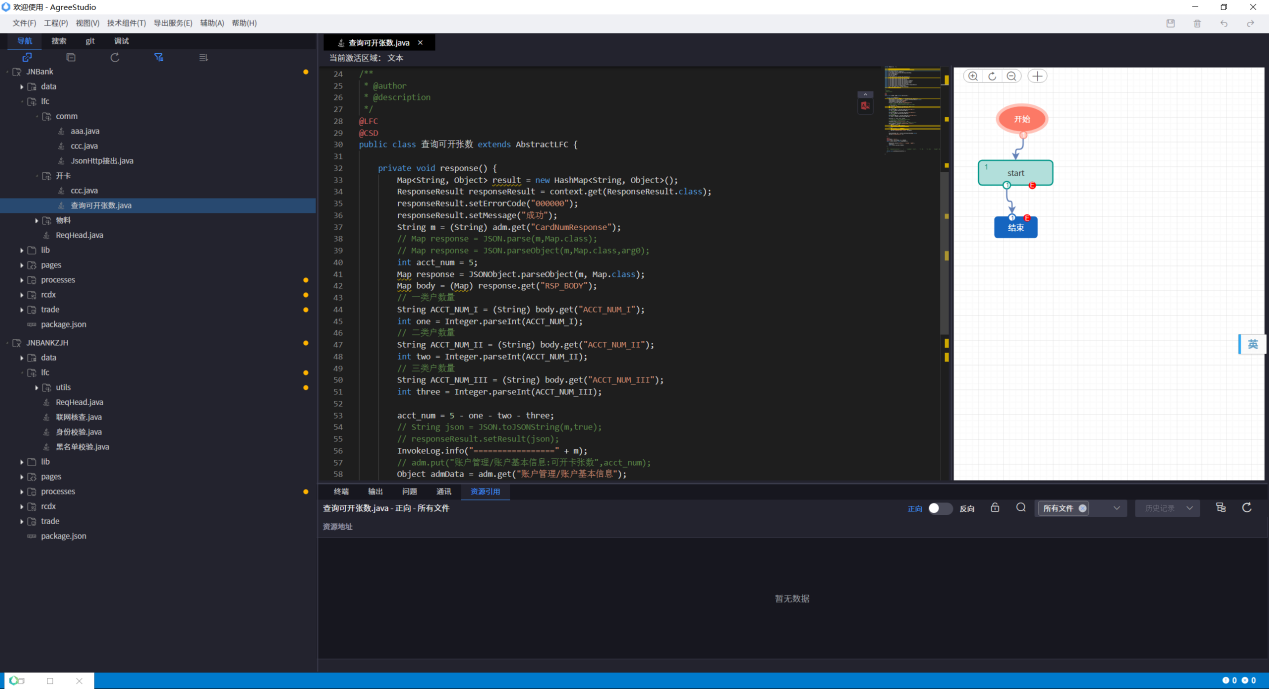 欢迎使用 - AgreeStudio
文件(F) 工程(P) 视图(V) 技术组件(T) 导出服务(E) 辅助(A) 帮助(H)
导航 搜索 git 调试
JNBank
data
lfc
comm
aaa.java
ccc.java
JsonHttp接出.java
开卡
ccc.java
查询可开张数.java
物料
ReqHead.java
lib
pages
processes
rcdx
trade
package.json
JNBANKZJH
data
lfc
utils
ReqHead.java
联网核查.java
身份校验.java
黑名单校验.java
lib
pages
processes
rcdx
trade
package.json
查询可开张数.java ×
当前激活区域: 文本
24 /**
25 * @author
26 * @description
27 */
28 @LFC
29 @CSD
30 public class 查询可开张数 extends AbstractLFC {
31
32 private void response() {
33 Map<String, Object> result = new HashMap<String, Object>();
34 ResponseResult responseResult = context.get(ResponseResult.class);
35 responseResult.setErrorCode("000000");
36 responseResult.setMessage("成功");
37 String m = (String) adm.get("CardNumResponse");
38 // Map response = JSON.parse(m,Map.class);
39 // Map response = JSON.parseObject(m,Map.class,arg0);
40 int acct_num = 5;
41 Map response = JSONObject.parseObject(m, Map.class);
42 Map body = (Map) response.get("RSP_BODY");
43 // 一类户数量
44 String ACCT_NUM_I = (String) body.get("ACCT_NUM_I");
45 int one = Integer.parseInt(ACCT_NUM_I);
46 // 二类户数量
47 String ACCT_NUM_II = (String) body.get("ACCT_NUM_II");
48 int two = Integer.parseInt(ACCT_NUM_II);
49 // 三类户数量
50 String ACCT_NUM_III = (String) body.get("ACCT_NUM_III");
51 int three = Integer.parseInt(ACCT_NUM_III);
52
53 acct_num = 5 - one - two - three;
54 // String json = JSON.toJSONString(m,true);
55 // responseResult.setResult(json);
56 InvokeLog.info("=================" + m);
57 // adm.put("账户管理/账户基本信息:可开卡张数",acct_num);
58 Object admData = adm.get("账户管理/账户基本信息");
开始
1
start
1 E
1 E
结束
英
终端 输出 问题 通讯 资源引用
查询可开张数.java - 正向 - 所有文件
正向 反向 所有文件 历史记录
资源地址
暂无数据
0 0